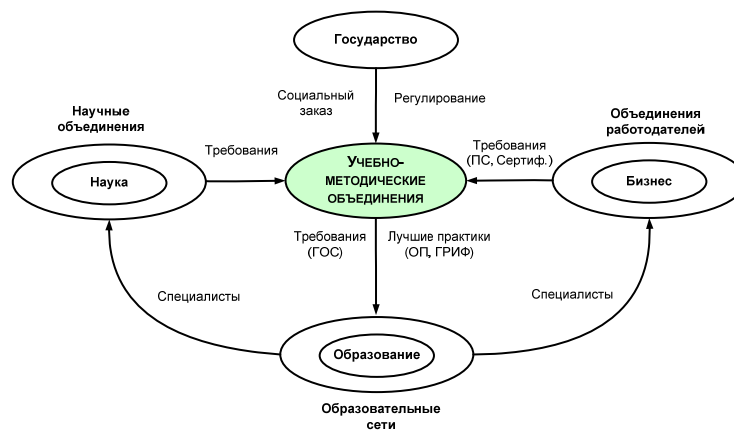 Государство
Социальный
заказ
Регулирование
Научные
объединения
Объединения
работодателей
Требования
Требования
(ПС, Сертиф.)
Наука
УЧЕБНО-
МЕТОДИЧЕСКИЕ
ОБЪЕДИНЕНИЯ
Бизнес
Требования
(ГОС)
Лучшие практики
(ОП, ГРИФ)
Специалисты
Специалисты
Образование
Образовательные
сети